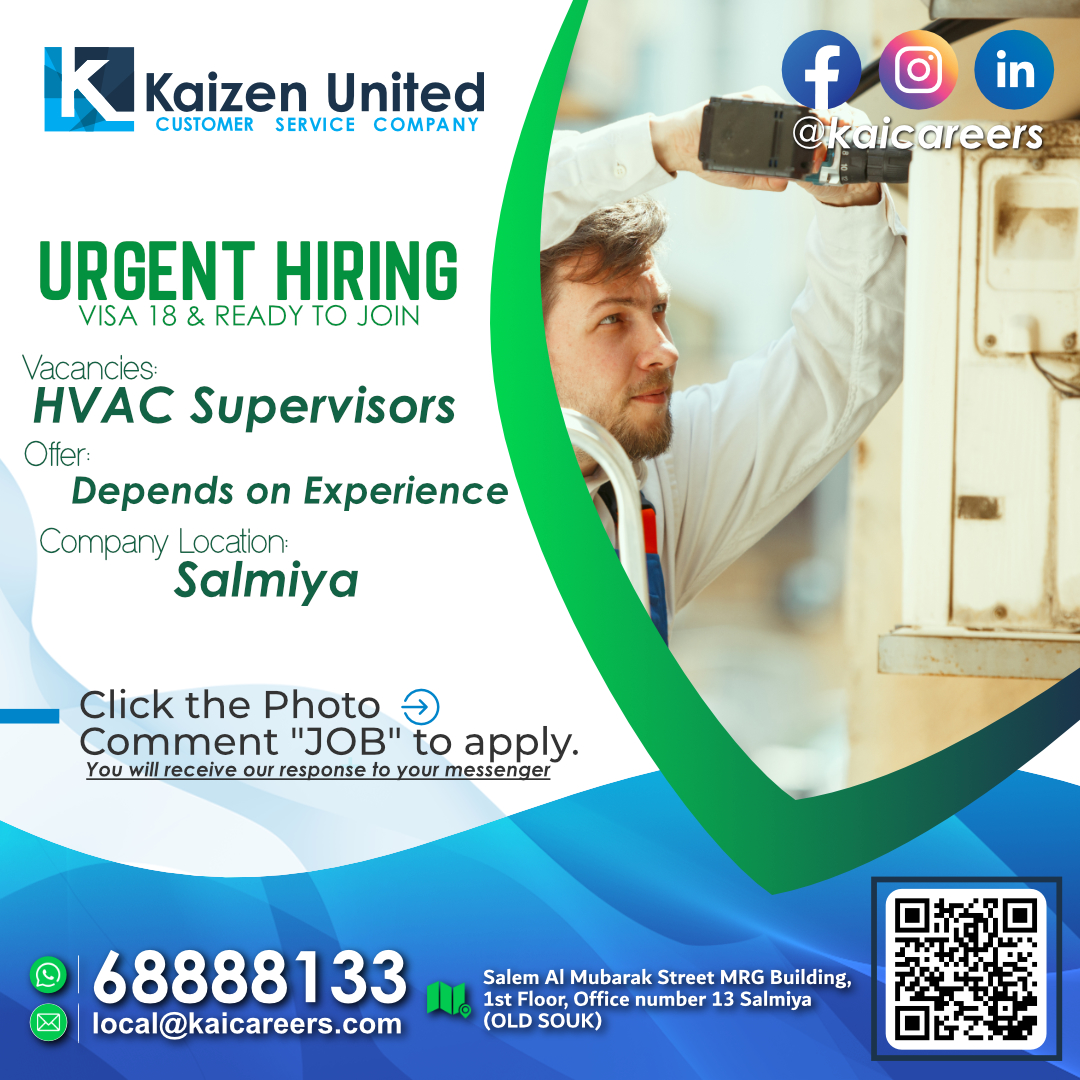 K
Kaizen United
CUSTOMER SERVICE COMPANY
@kaicareers
URGENT HIRING
VISA 18 & READY TO JOIN
Vacancies:
HVAC Supervisors
Offer:
Depends on Experience
Company Location:
Salmiya
Click the Photo
Comment "JOB" to apply.
You will receive our response to your messenger
68888133
local@kaicareers.com
Salem Al Mubarak Street MRG Building,
1st Floor, Office number 13 Salmiya
(OLD SOUK)